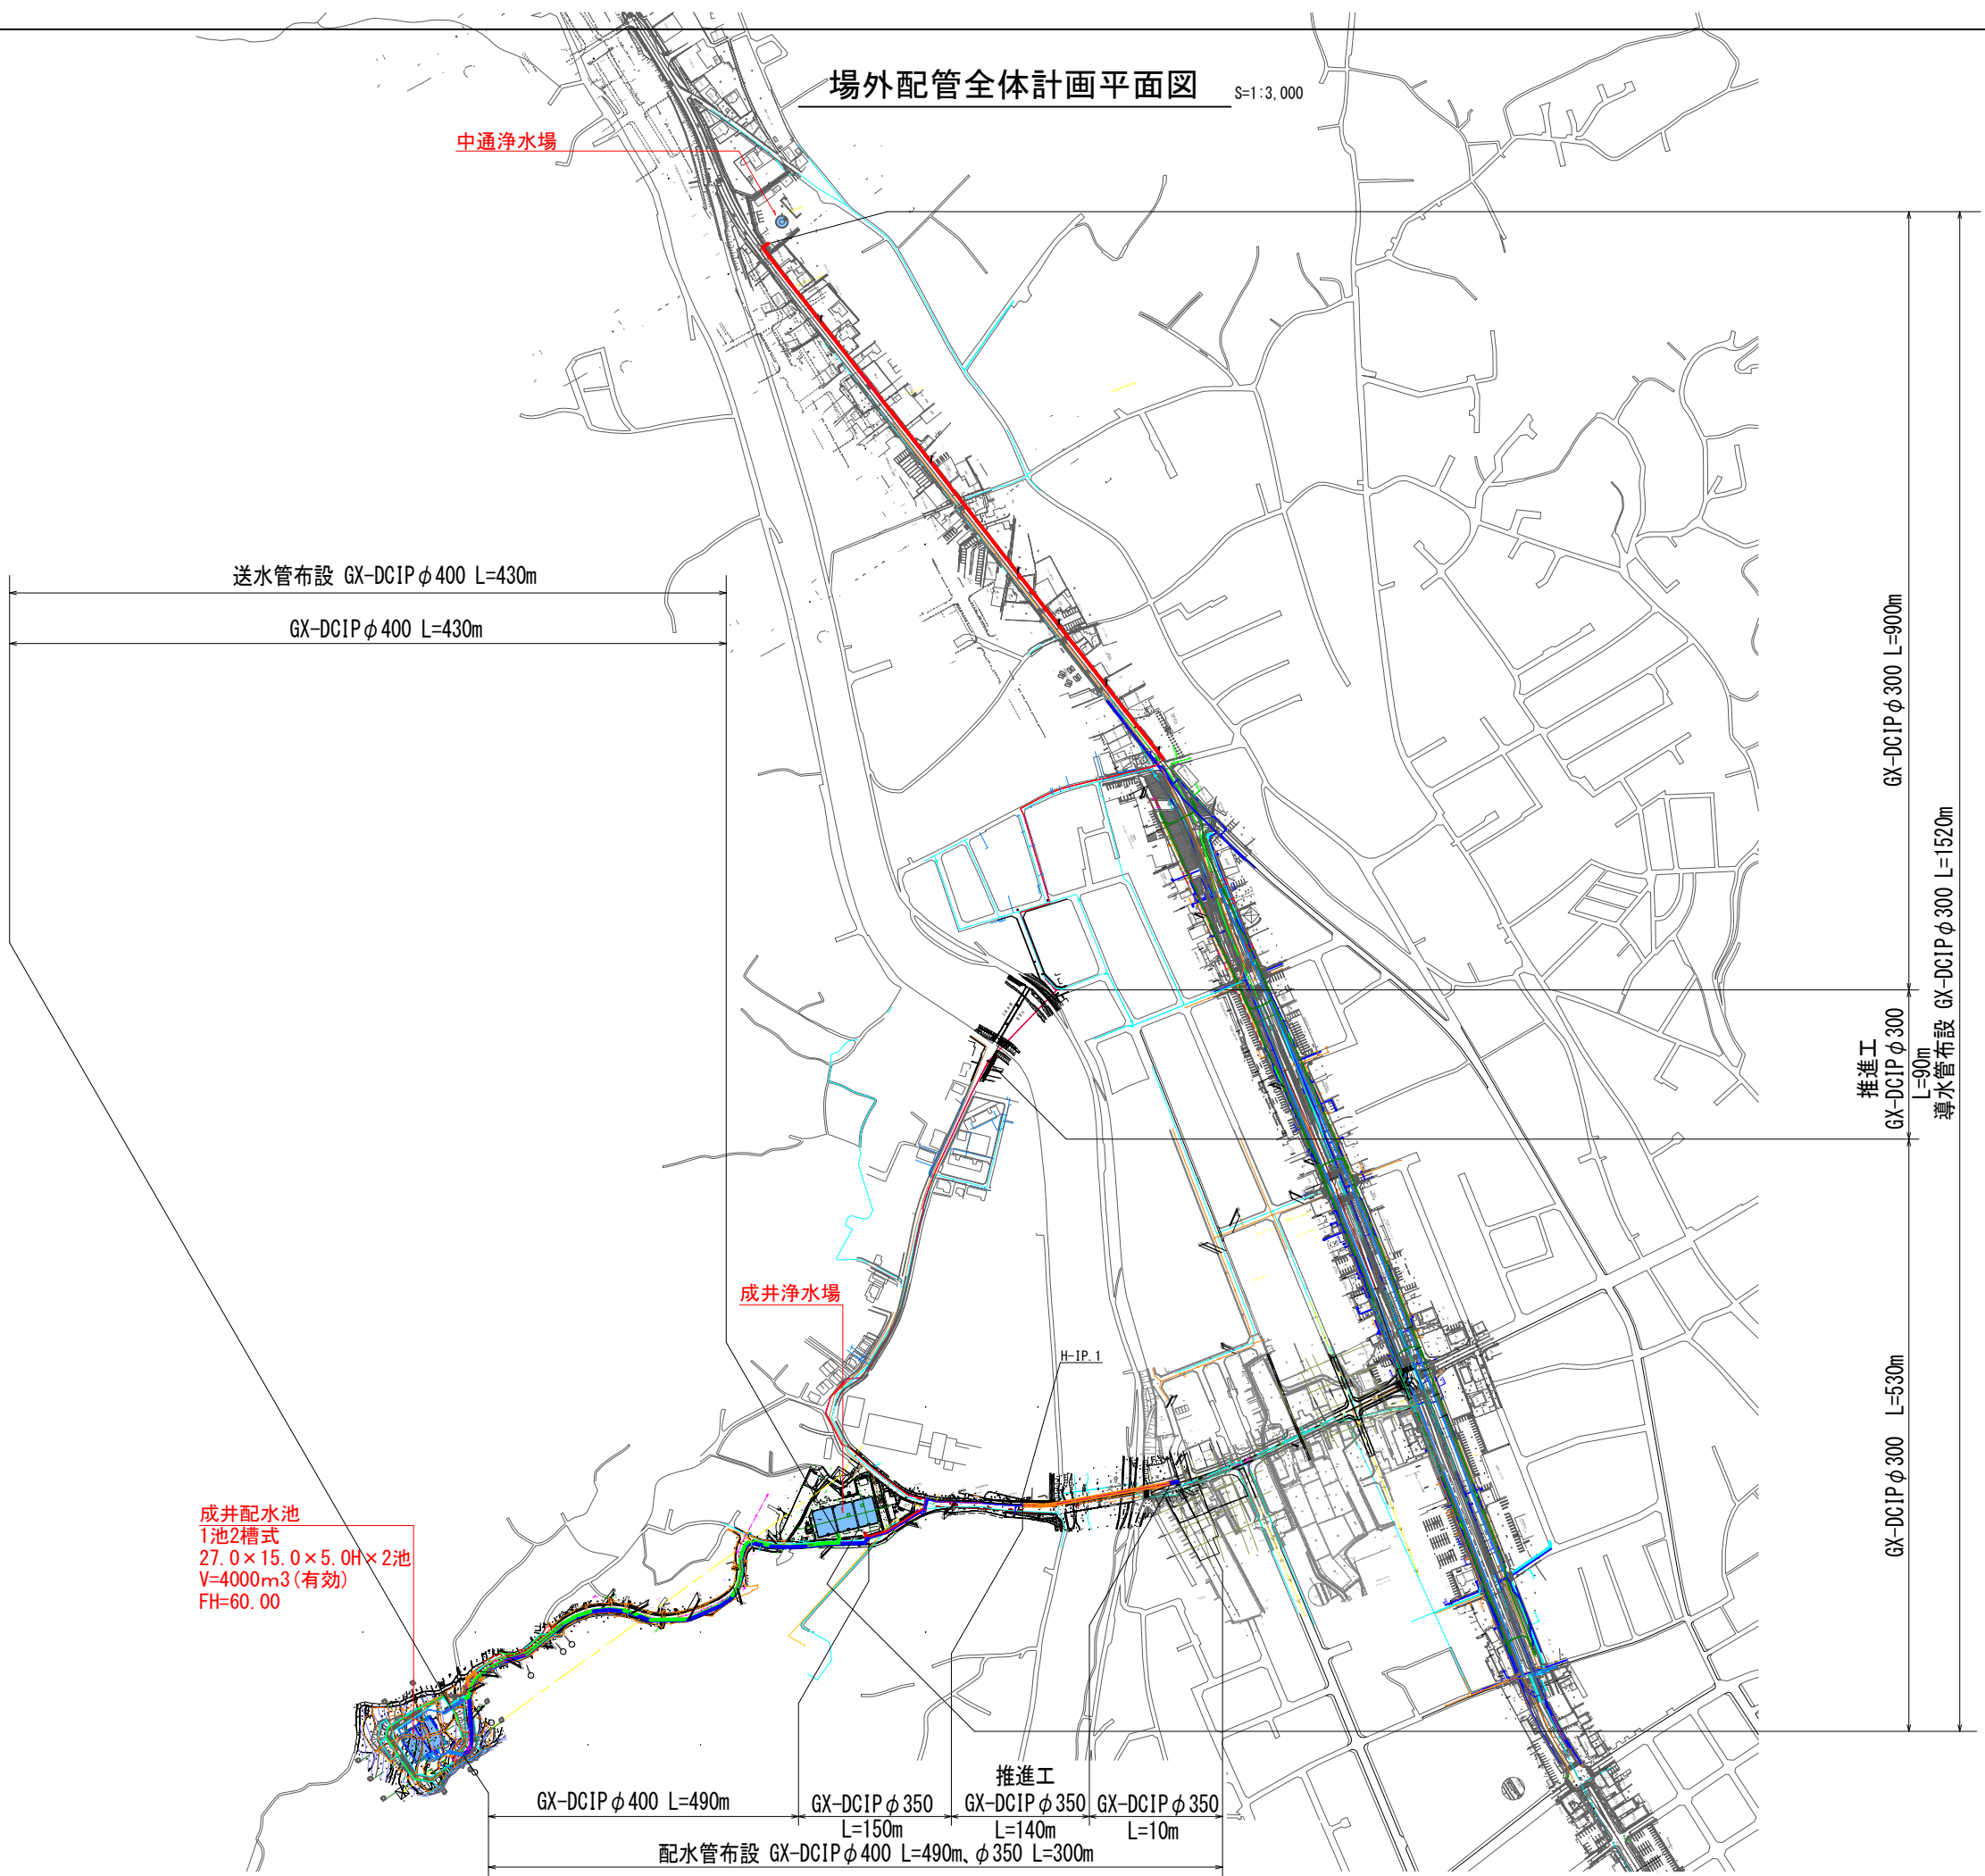 場外配管全体計画平面図 S=1:3,000
中通浄水場
送水管布設 GX-DCIPφ400 L=430m
GX-DCIPφ400 L=430m
GX-DCIPφ300 L=900m
推進工
GX-DCIPφ300
L=90m
導水管布設 GX-DCIPφ300 L=1520m
GX-DCIPφ300 L=530m
成井浄水場
H-IP.1
成井配水池
1池2槽式
27.0×15.0×5.0H×2池
V=4000m3(有効)
FH=60.00
GX-DCIPφ400 L=490m
GX-DCIPφ350
L=150m
推進工
GX-DCIPφ350
L=140m
GX-DCIPφ350
L=10m
配水管布設 GX-DCIPφ400 L=490m、φ350 L=300m